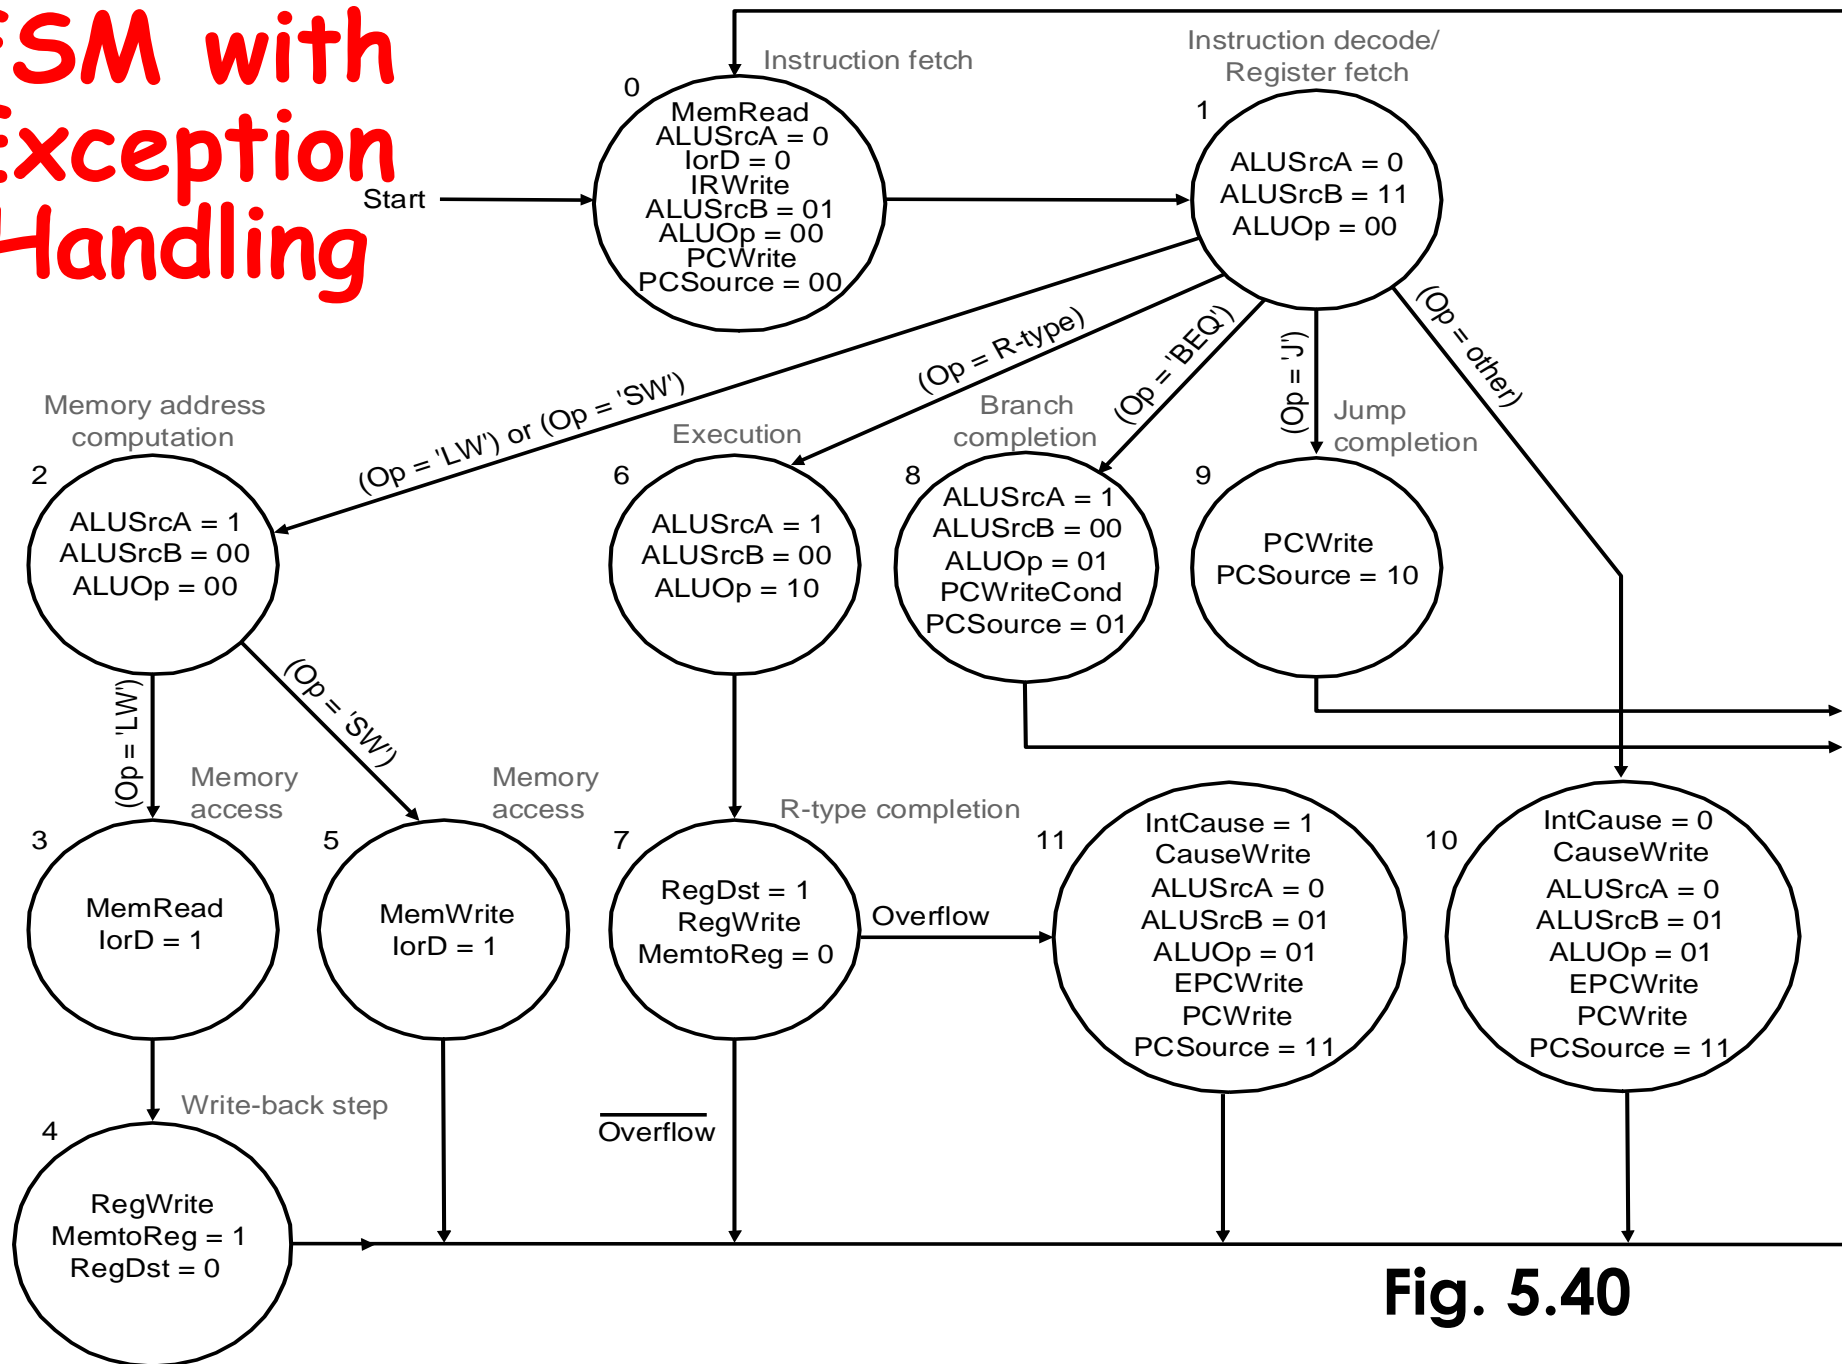 FSM with
Exception
Handling
Start
Instruction fetch
0
MemRead
ALUSrcA = 0
IorD = 0
IRWrite
ALUSrcB = 01
ALUOp = 00
PCWrite
PCSource = 00
Instruction decode/
Register fetch
1
ALUSrcA = 0
ALUSrcB = 11
ALUOp = 00
(Op = 'LW') or (Op = 'SW')
(Op = R-type)
(Op = 'BEQ')
(Op = 'J')
(Op = other)
Memory address
computation
2
ALUSrcA = 1
ALUSrcB = 00
ALUOp = 00
Execution
6
ALUSrcA = 1
ALUSrcB = 00
ALUOp = 10
Branch
completion
8
ALUSrcA = 1
ALUSrcB = 00
ALUOp = 01
PCWriteCond
PCSource = 01
Jump
completion
9
PCWrite
PCSource = 10
(Op = 'LW')
(Op = 'SW')
Memory
access
3
MemRead
IorD = 1
Memory
access
5
MemWrite
IorD = 1
R-type completion
7
RegDst = 1
RegWrite
MemtoReg = 0
Overflow
11
IntCause = 1
CauseWrite
ALUSrcA = 0
ALUSrcB = 01
ALUOp = 01
EPCWrite
PCWrite
PCSource = 11
10
IntCause = 0
CauseWrite
ALUSrcA = 0
ALUSrcB = 01
ALUOp = 01
EPCWrite
PCWrite
PCSource = 11
Write-back step
4
RegWrite
MemtoReg = 1
RegDst = 0
Overflow
Fig. 5.40